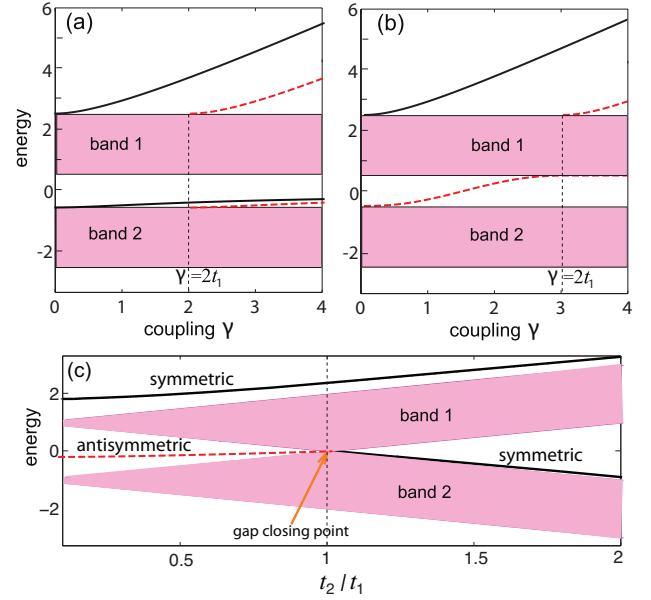 (a)
(b)
6
4
2
0
-2
energy
band 1
band 2
γ=2t₁
0
1
2
3
4
coupling γ
6
4
2
0
-2
band 1
band 2
γ=2t₁
0
1
2
3
4
coupling γ
(c)
symmetric
2
0
-2
energy
antisymmetric
band 1
symmetric
band 2
gap closing point
0.5
1
1.5
2
t₂/t₁